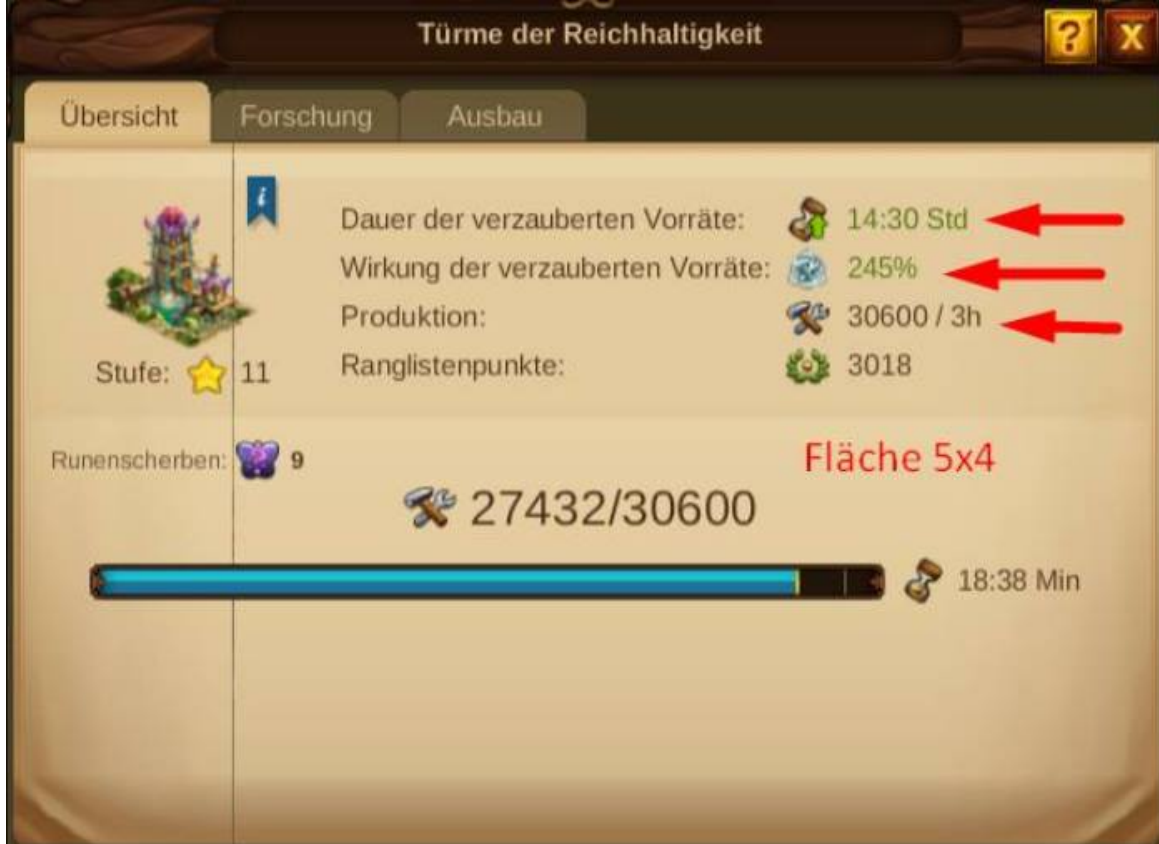 Türme der Reichhaltigkeit
? X
Übersicht Forschung Ausbau
i
Dauer der verzauberten Vorräte: 14:30 Std
Wirkung der verzauberten Vorräte: 245%
Produktion: 30600 / 3h
Stufe: 11 Ranglistenpunkte: 3018
Runenscherben: 9
Fläche 5x4
27432/30600
18:38 Min